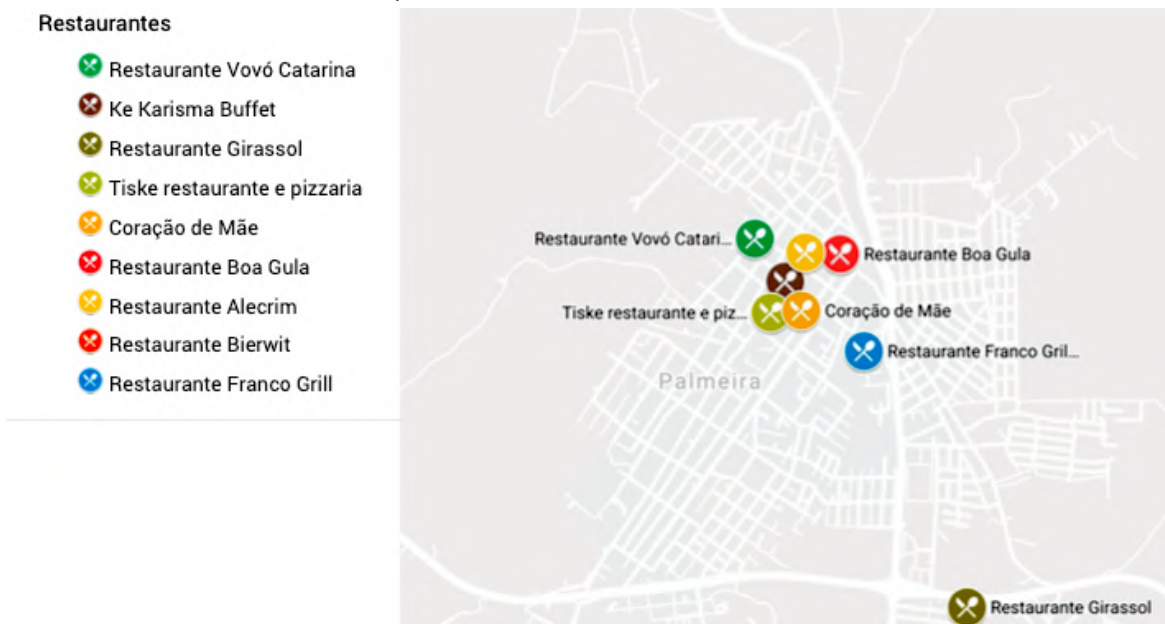 Restaurantes
Restaurante Vovó Catarina
Ke Karisma Buffet
Restaurante Girassol
Tiske restaurante e pizzaria
Coração de Mãe
Restaurante Boa Gula
Restaurante Alecrim
Restaurante Bierwit
Restaurante Franco Grill
Restaurante Vovó Catari...
Restaurante Boa Gula
Tiske restaurante e piz...
Coração de Mãe
Restaurante Franco Gril...
Palmeira
Restaurante Girassol